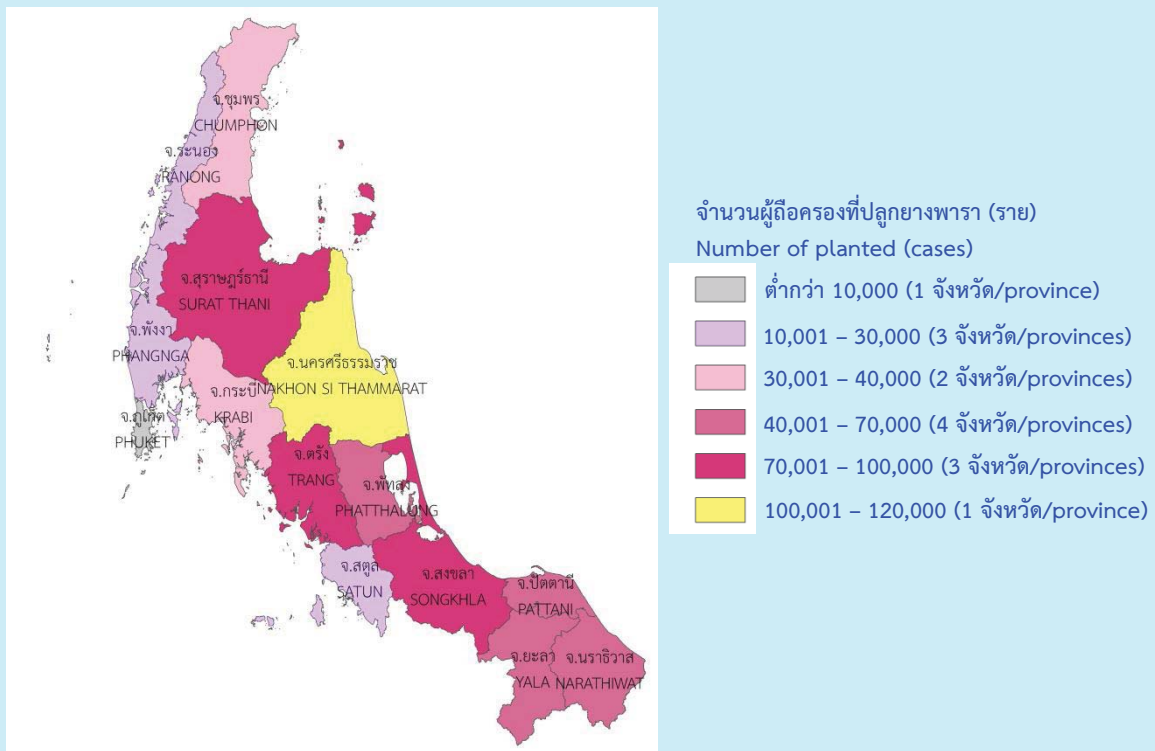 จ.ชุมพร
CHUMPHON
จ.ระนอง
RANONG
จ.สุราษฎร์ธานี
SURAT THANI
จ.พังงา
PHANGNGA
จ.นครศรีธรรมราช
NAKHON SI THAMMARAT
จ.กระบี่
KRABI
จ.ภูเก็ต
PHUKET
จ.ตรัง
TRANG
จ.พัทลุง
PHATTHALUNG
จ.สตูล
SATUN
จ.สงขลา
SONGKHLA
จ.ปัตตานี
PATTANI
จ.ยะลา
YALA
จ.นราธิวาส
NARATHIWAT
จำนวนผู้ถือครองที่ปลูกยางพารา (ราย)
Number of planted (cases)
ต่ำกว่า 10,000 (1 จังหวัด/province)
10,001 – 30,000 (3 จังหวัด/provinces)
30,001 – 40,000 (2 จังหวัด/provinces)
40,001 – 70,000 (4 จังหวัด/provinces)
70,001 – 100,000 (3 จังหวัด/provinces)
100,001 – 120,000 (1 จังหวัด/province)